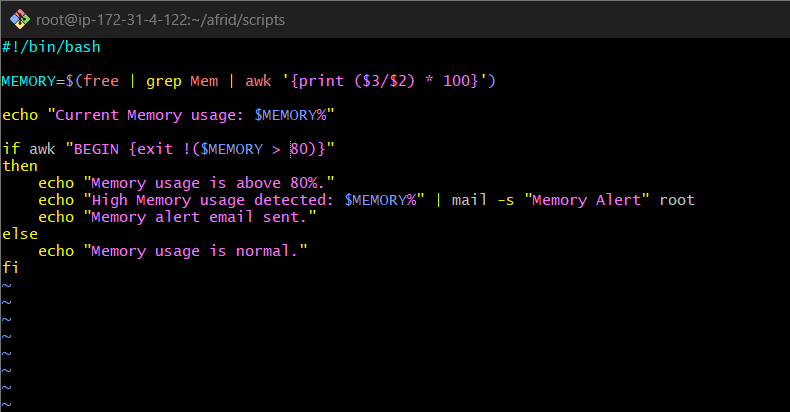 root@ip-172-31-4-122:~/afrid/scripts
#!/bin/bash
MEMORY=$(free | grep Mem | awk '{print ($3/$2) * 100}')
echo "Current Memory usage: $MEMORY%"
if awk "BEGIN {exit !($MEMORY > 80)}"
then
    echo "Memory usage is above 80%."
    echo "High Memory usage detected: $MEMORY%" | mail -s "Memory Alert" root
    echo "Memory alert email sent."
else
    echo "Memory usage is normal."
fi
~
~
~
~
~
~
~
~